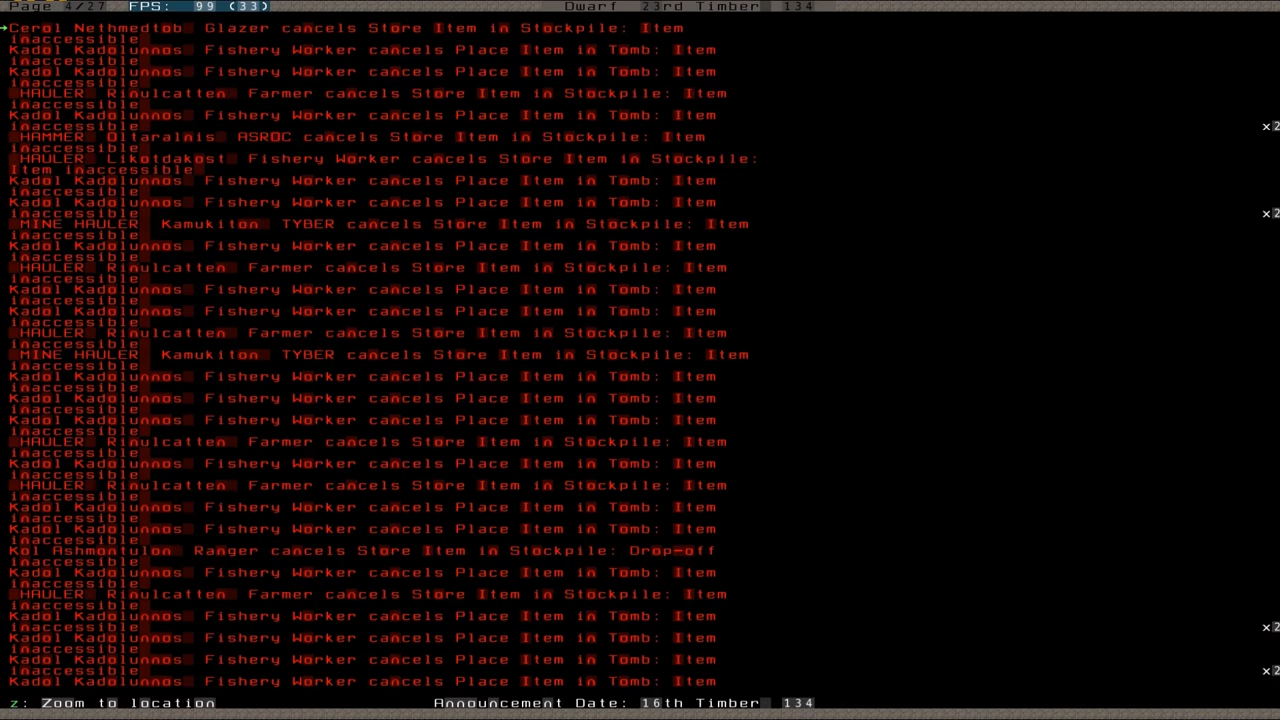 Page 4/27 FPS: 99 (33) Dwarf 23rd Timber 134
Cerol Nethmedtob Glazer cancels Store Item in Stockpile: Item
inaccessible
Kadol Kadolunnos Fishery Worker cancels Place Item in Tomb: Item
inaccessible
Kadol Kadolunnos Fishery Worker cancels Place Item in Tomb: Item
inaccessible
HAULER Rinulcatten Farmer cancels Store Item in Stockpile: Item
inaccessible
Kadol Kadolunnos Fishery Worker cancels Place Item in Tomb: Item
inaccessible x2
HAMMER Oltaralnis ASROC cancels Store Item in Stockpile: Item
inaccessible
HAULER Likotdakost Fishery Worker cancels Store Item in Stockpile:
Item inaccessible
Kadol Kadolunnos Fishery Worker cancels Place Item in Tomb: Item
inaccessible
Kadol Kadolunnos Fishery Worker cancels Place Item in Tomb: Item
inaccessible x2
MINE HAULER Kamukiton TYBER cancels Store Item in Stockpile: Item
inaccessible
Kadol Kadolunnos Fishery Worker cancels Place Item in Tomb: Item
inaccessible
HAULER Rinulcatten Farmer cancels Store Item in Stockpile: Item
inaccessible
Kadol Kadolunnos Fishery Worker cancels Place Item in Tomb: Item
inaccessible
Kadol Kadolunnos Fishery Worker cancels Place Item in Tomb: Item
inaccessible
HAULER Rinulcatten Farmer cancels Store Item in Stockpile: Item
inaccessible
MINE HAULER Kamukiton TYBER cancels Store Item in Stockpile: Item
inaccessible
Kadol Kadolunnos Fishery Worker cancels Place Item in Tomb: Item
inaccessible
Kadol Kadolunnos Fishery Worker cancels Place Item in Tomb: Item
inaccessible
Kadol Kadolunnos Fishery Worker cancels Place Item in Tomb: Item
inaccessible
HAULER Rinulcatten Farmer cancels Store Item in Stockpile: Item
inaccessible
Kadol Kadolunnos Fishery Worker cancels Place Item in Tomb: Item
inaccessible
HAULER Rinulcatten Farmer cancels Store Item in Stockpile: Item
inaccessible
Kadol Kadolunnos Fishery Worker cancels Place Item in Tomb: Item
inaccessible
Kadol Kadolunnos Fishery Worker cancels Place Item in Tomb: Item
inaccessible
Kol Ashmontulon Ranger cancels Store Item in Stockpile: Drop-off
inaccessible
Kadol Kadolunnos Fishery Worker cancels Place Item in Tomb: Item
inaccessible
HAULER Rinulcatten Farmer cancels Store Item in Stockpile: Item
inaccessible
Kadol Kadolunnos Fishery Worker cancels Place Item in Tomb: Item
inaccessible x2
Kadol Kadolunnos Fishery Worker cancels Place Item in Tomb: Item
inaccessible
Kadol Kadolunnos Fishery Worker cancels Place Item in Tomb: Item
inaccessible x2
Kadol Kadolunnos Fishery Worker cancels Place Item in Tomb: Item
z: Zoom to location Announcement Date: 16th Timber 134